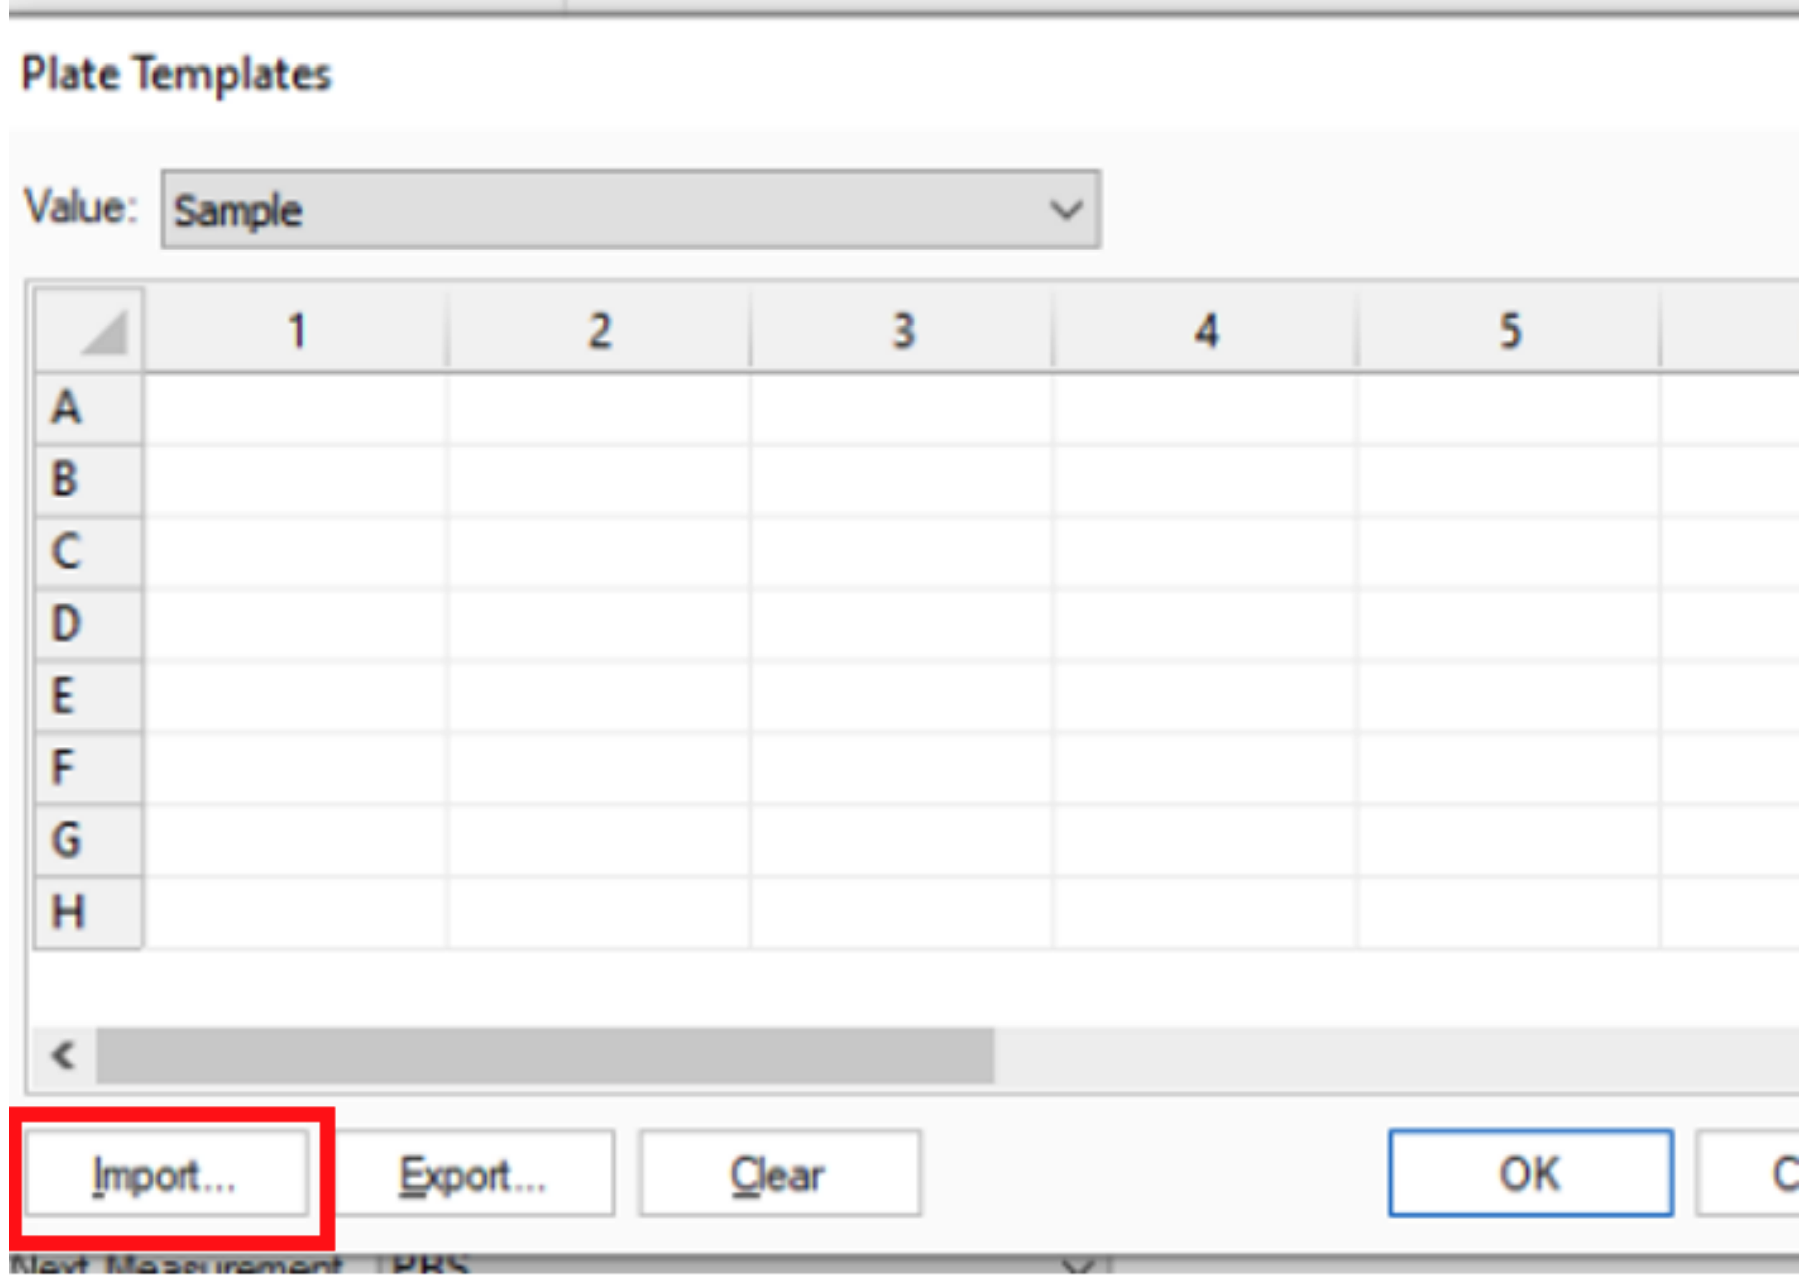 Plate Templates
Value: Sample
1 2 3 4 5
A
B
C
D
E
F
G
H
Import... Export... Clear OK C
Next Measurement PBS